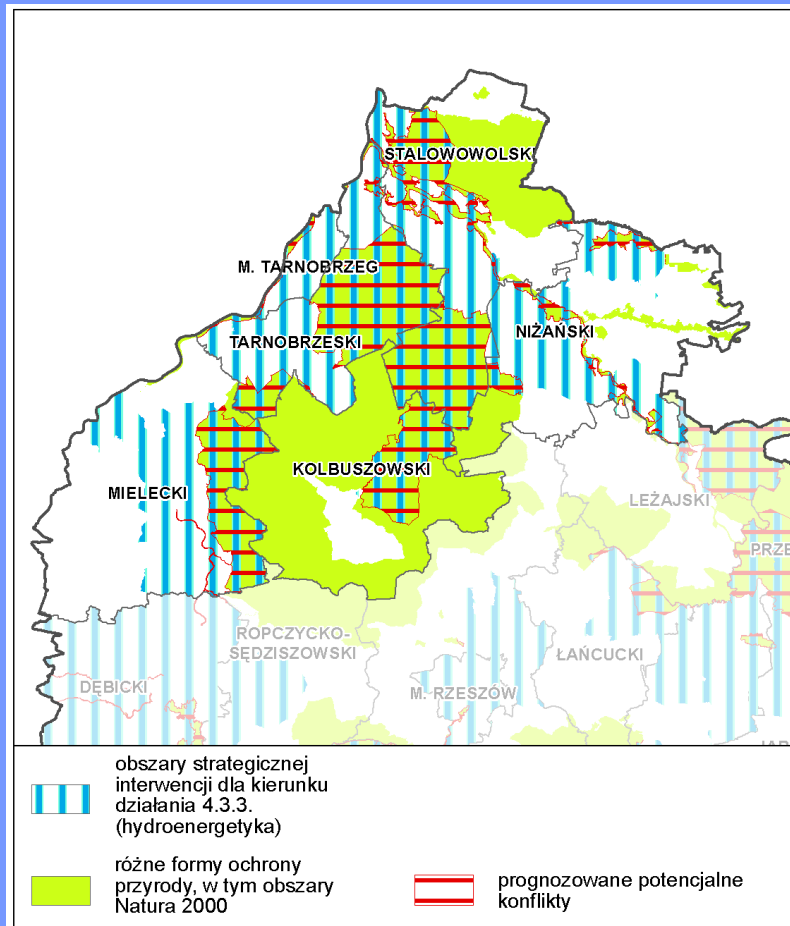 STALOWOWOLSKI
M. TARNOBRZEG
TARNOBRZESKI
NIŻAŃSKI
KOLBUSZOWSKI
MIELECKI
LEŻAJSKI
PRZE
ROPCZYCKO-
SĘDZISZOWSKI
ŁAŃCUCKI
DĘBICKI
M. RZESZÓW
obszary strategicznej
interwencji dla kierunku
działania 4.3.3.
(hydroenergetyka)
różne formy ochrony
przyrody, w tym obszary
Natura 2000
prognozowane potencjalne
konflikty